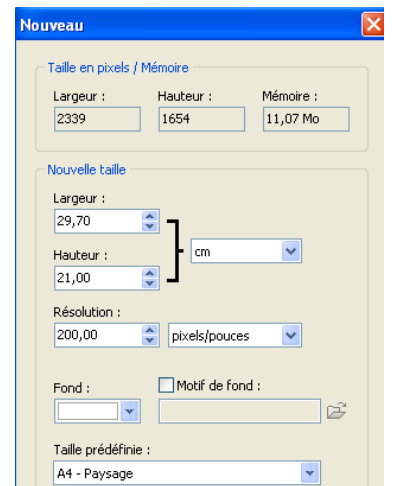 Nouveau
Taille en pixels / Mémoire
Largeur : Hauteur : Mémoire :
2339 1654 11,07 Mo
Nouvelle taille
Largeur :
29,70
cm
Hauteur :
21,00
Résolution :
200,00 pixels/pouces
Fond : Motif de fond :
Taille prédéfinie :
A4 - Paysage